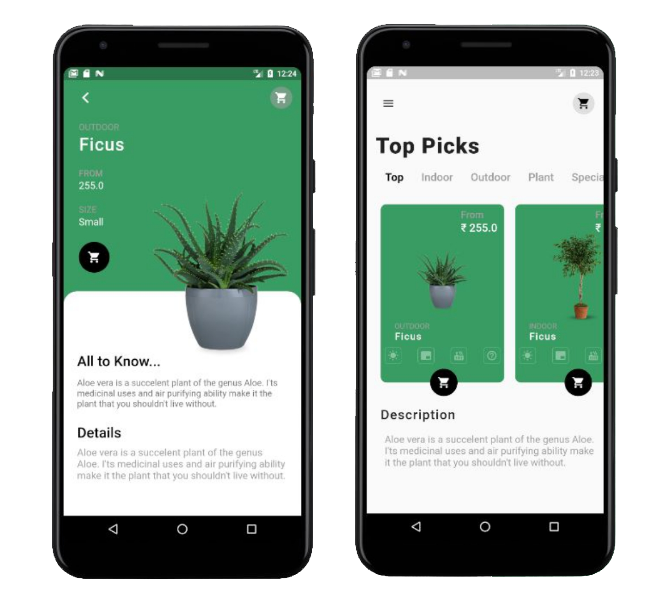 12:24
OUTDOOR
Ficus
FROM
255.0
SIZE
Small
All to Know...
Aloe vera is a succelent plant of the genus Aloe. I'ts
medicinal uses and air purifying ability make it the
plant that you shouldn't live without.
Details
Aloe vera is a succelent plant of the genus
Aloe. I'ts medicinal uses and air purifying ability
make it the plant that you shouldn't live without.
12:23
Top Picks
Top Indoor Outdoor Plant Specia
From
₹ 255.0
OUTDOOR
Ficus
Fr
₹
INDOOR
Ficus
Description
Aloe vera is a succelent plant of the genus Aloe.
I'ts medicinal uses and air purifying ability make
it the plant that you shouldn't live without.